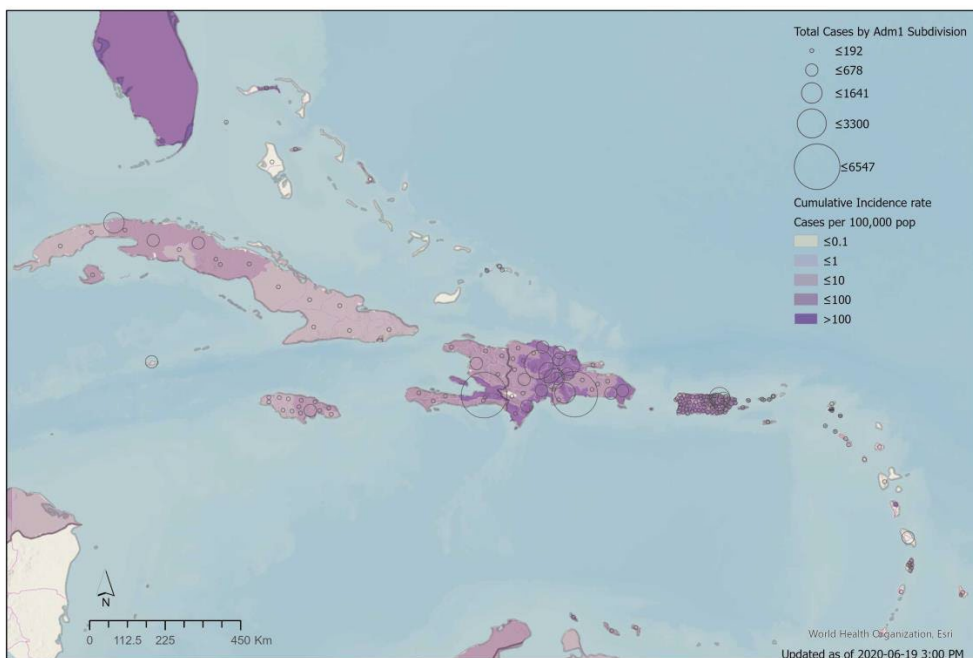 Total Cases by Adm1 Subdivision
≤192
≤678
≤1641
≤3300
≤6547
Cumulative Incidence rate
Cases per 100,000 pop
≤0.1
≤1
≤10
≤100
>100
N
0 112.5 225 450 Km
World Health Organization, Esri
Updated as of 2020-06-19 3:00 PM